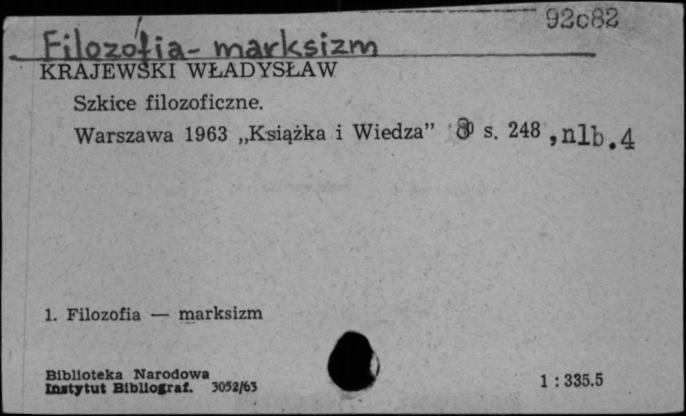 92c82
Filozofia - marksizm
KRAJEWSKI WŁADYSŁAW
Szkice filozoficzne.
Warszawa 1963 „Książka i Wiedza” 8⁰ s. 248 , nlb. 4
1. Filozofia — marksizm
Biblioteka Narodowa
Instytut Bibliograf. 3052/63
1 : 335.5